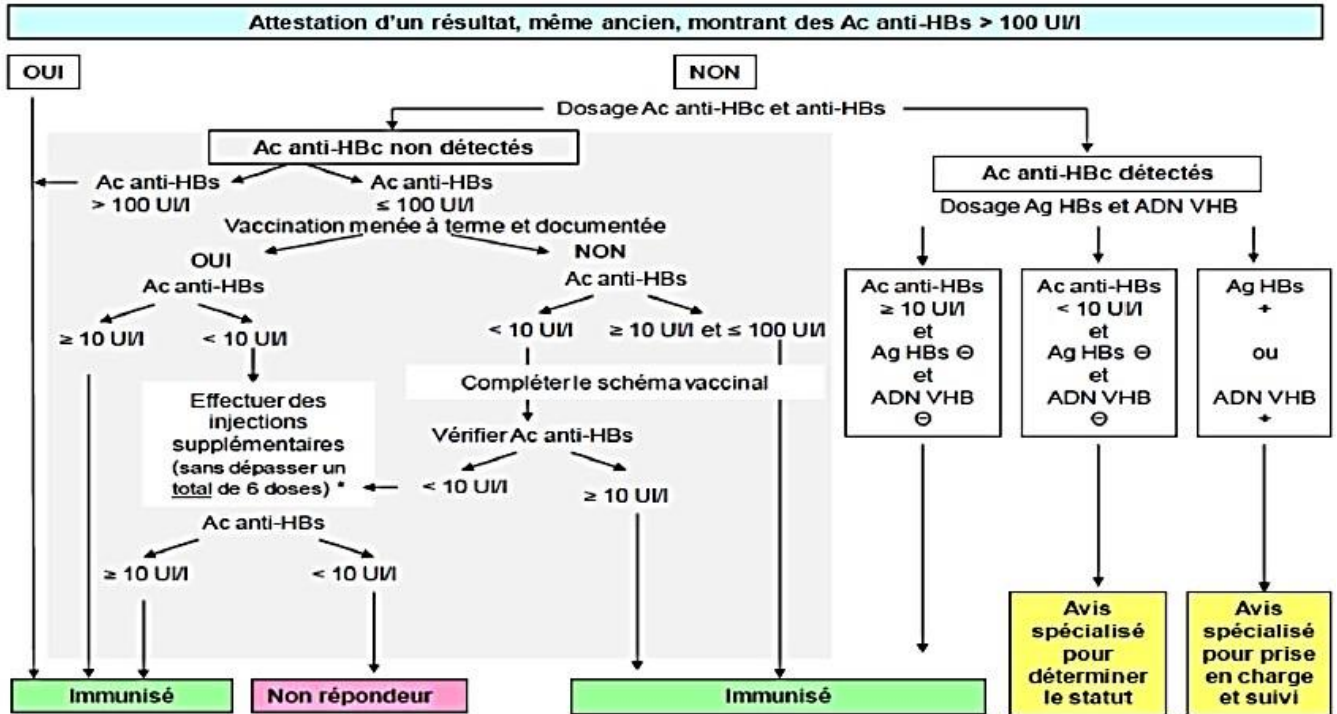 Attestation d'un résultat, même ancien, montrant des Ac anti-HBs > 100 UI/l
OUI
NON
Dosage Ac anti-HBc et anti-HBs
Ac anti-HBc non détectés
Ac anti-HBs
> 100 UI/l
Ac anti-HBs
≤ 100 UI/l
Vaccination menée à terme et documentée
OUI
Ac anti-HBs
≥ 10 UI/l
< 10 UI/l
NON
Ac anti-HBs
< 10 UI/l
≥ 10 UI/l et ≤ 100 UI/l
Effectuer des
injections
supplémentaires
(sans dépasser un
total de 6 doses) *
Compléter le schéma vaccinal
Vérifier Ac anti-HBs
< 10 UI/l
≥ 10 UI/l
Ac anti-HBs
≥ 10 UI/l
< 10 UI/l
Ac anti-HBc détectés
Dosage Ag HBs et ADN VHB
Ac anti-HBs
≥ 10 UI/l
et
Ag HBs ⊖
et
ADN VHB
⊖
Ac anti-HBs
< 10 UI/l
et
Ag HBs ⊖
et
ADN VHB
⊖
Ag HBs
+
ou
ADN VHB
+
Immunisé
Non répondeur
Immunisé
Avis
spécialisé
pour
déterminer
le statut
Avis
spécialisé
pour prise
en charge
et suivi